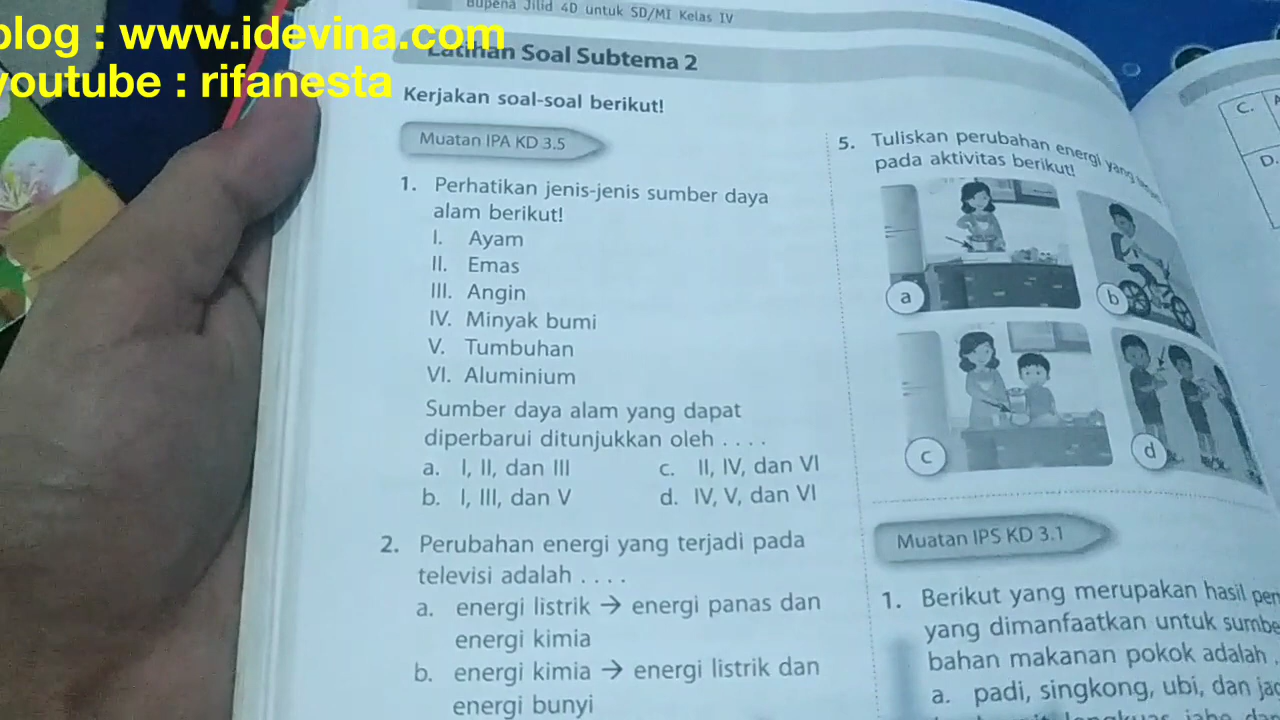 blog : www.idevina.com
youtube : rifanesta
Bupena Jilid 4D untuk SD/MI Kelas IV
Latihan Soal Subtema 2
Kerjakan soal-soal berikut!
Muatan IPA KD 3.5
1. Perhatikan jenis-jenis sumber daya
alam berikut!
I. Ayam
II. Emas
III. Angin
IV. Minyak bumi
V. Tumbuhan
VI. Aluminium
Sumber daya alam yang dapat
diperbarui ditunjukkan oleh . . . .
a. I, II, dan III
c. II, IV, dan VI
b. I, III, dan V
d. IV, V, dan VI
2. Perubahan energi yang terjadi pada
televisi adalah . . . .
a. energi listrik → energi panas dan
energi kimia
b. energi kimia → energi listrik dan
energi bunyi
5. Tuliskan perubahan energi yang
pada aktivitas berikut!
a
b
c
d
Muatan IPS KD 3.1
1. Berikut yang merupakan hasil
yang dimanfaatkan untuk
bahan makanan pokok adalah
a. padi, singkong, ubi, dan
C.
D.